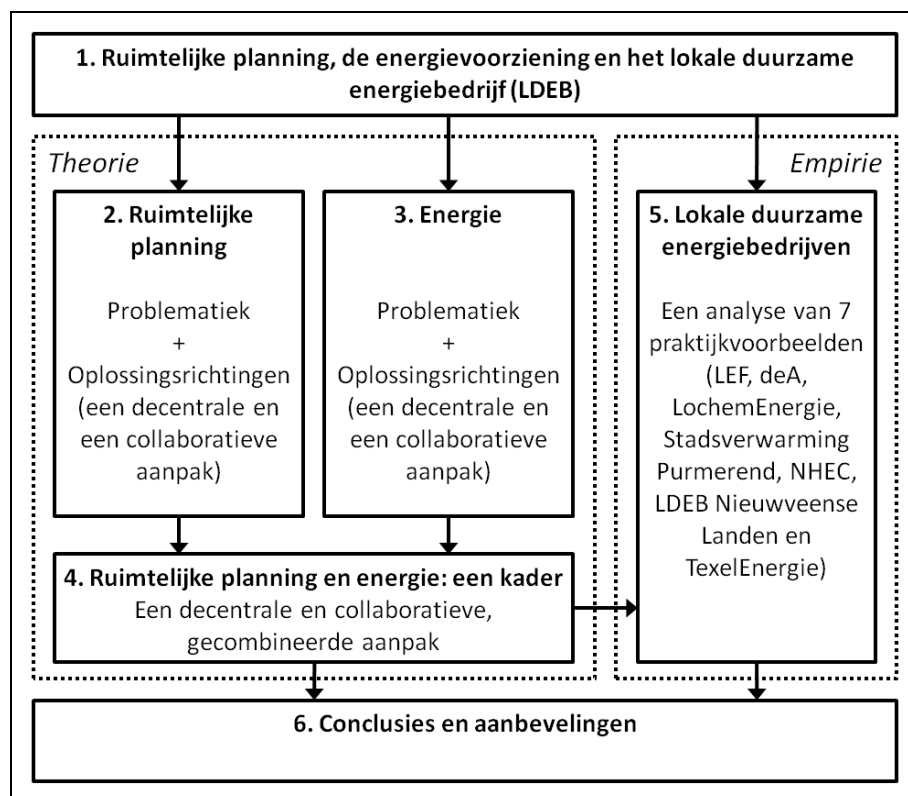 1. Ruimtelijke planning, de energievoorziening en het lokale duurzame
energiebedrijf (LDEB)
Theorie
2. Ruimtelijke
planning
Problematiek
+
Oplossingsrichtingen
(een decentrale en
een collaboratieve
aanpak)
3. Energie
Problematiek
+
Oplossingsrichtingen
(een decentrale en
een collaboratieve
aanpak)
4. Ruimtelijke planning en energie: een kader
Een decentrale en collaboratieve,
gecombineerde aanpak
Empirie
5. Lokale duurzame
energiebedrijven
Een analyse van 7
praktijkvoorbeelden
(LEF, deA,
LochemEnergie,
Stadsverwarming
Purmerend, NHEC,
LDEB Nieuwveense
Landen en
TexelEnergie)
6. Conclusies en aanbevelingen